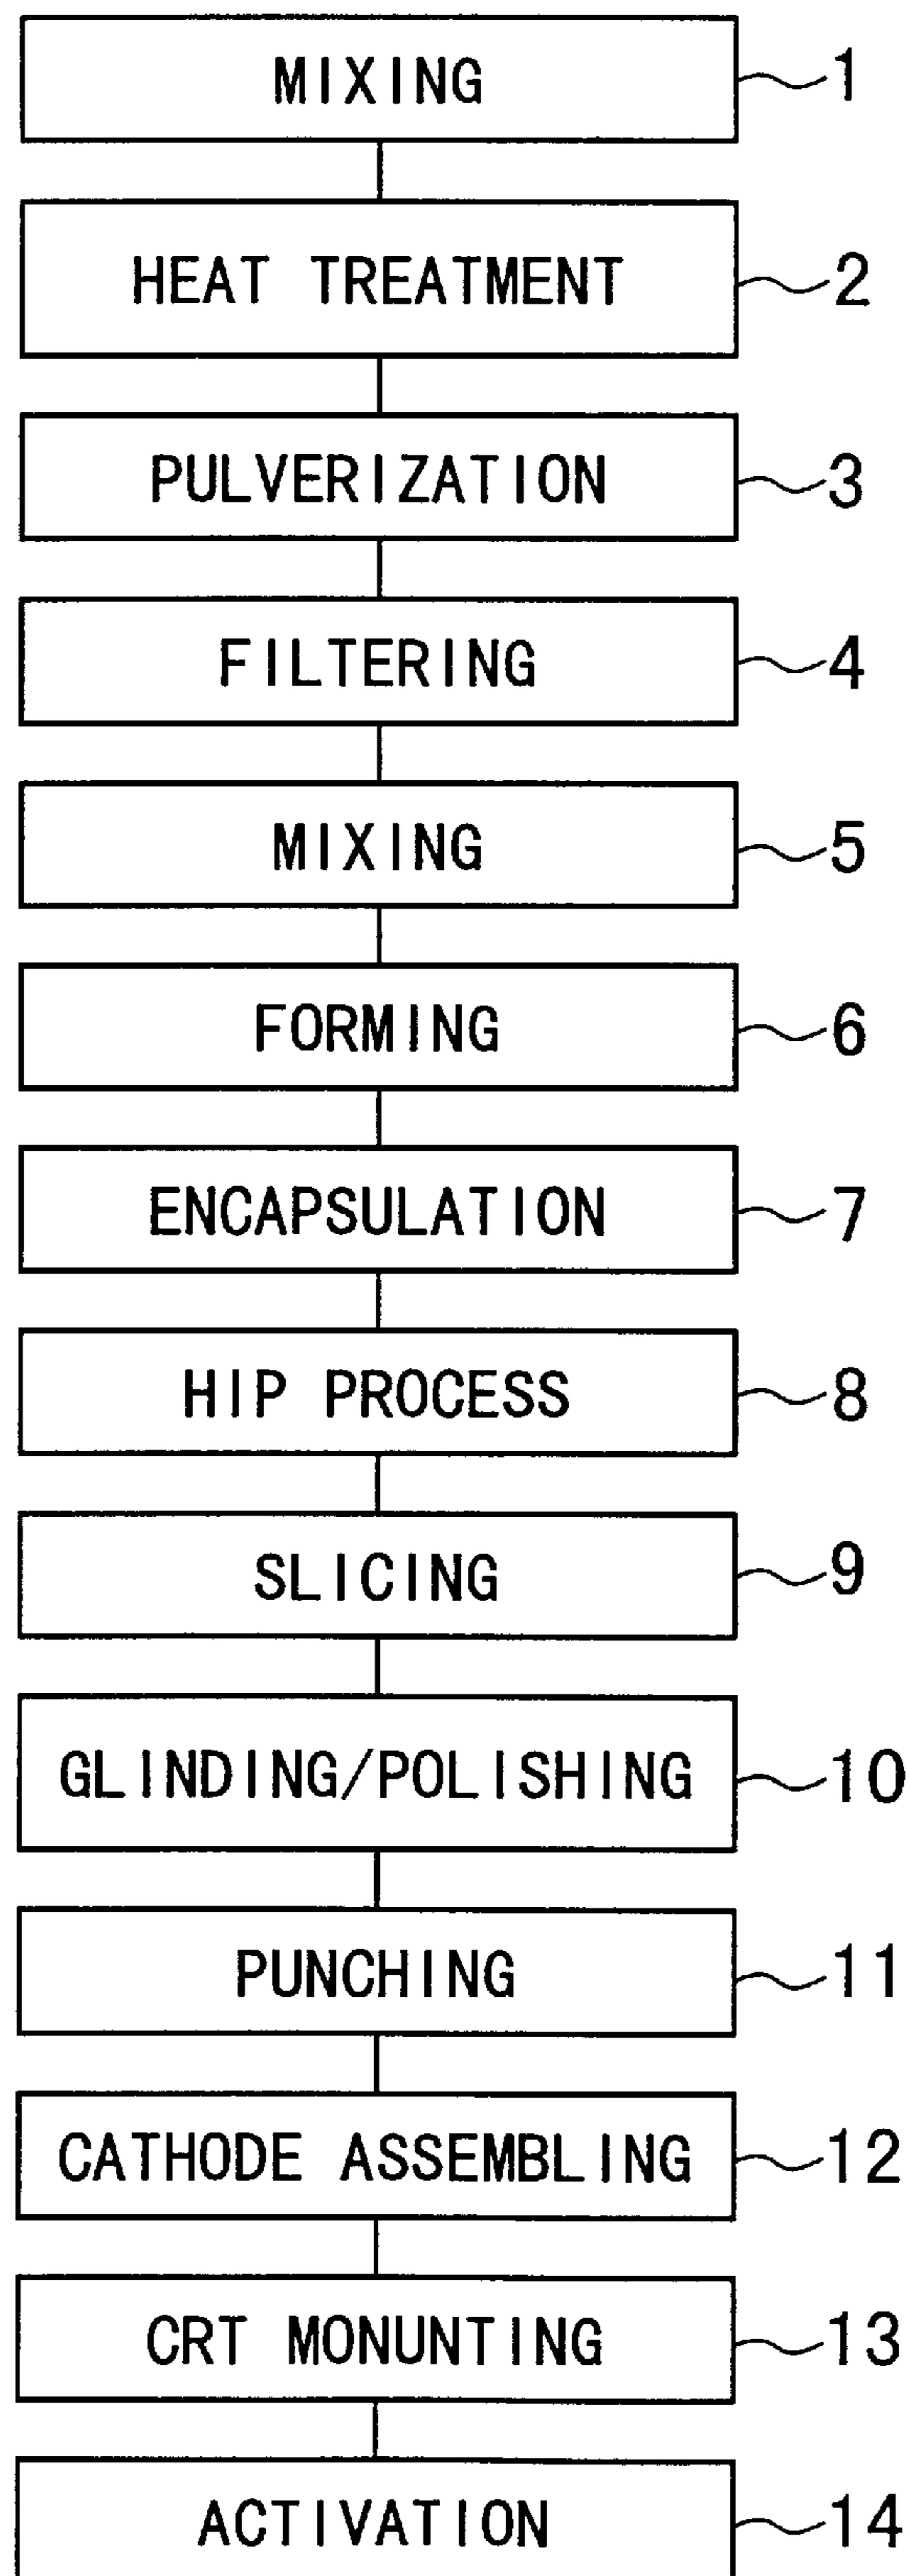 MIXING 1
HEAT TREATMENT 2
PULVERIZATION 3
FILTERING 4
MIXING 5
FORMING 6
ENCAPSULATION 7
HIP PROCESS 8
SLICING 9
GLINDING/POLISHING 10
PUNCHING 11
CATHODE ASSEMBLING 12
CRT MONUNTING 13
ACTIVATION 14